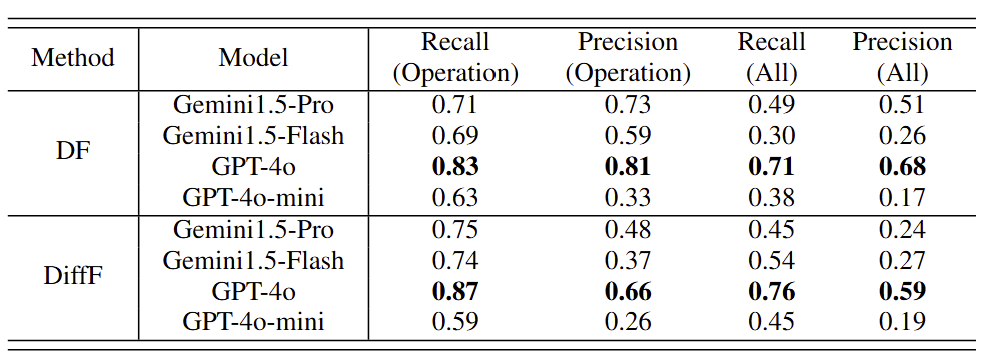 Method Model Recall (Operation) Precision (Operation) Recall (All) Precision (All)
DF
Gemini1.5-Pro 0.71 0.73 0.49 0.51
Gemini1.5-Flash 0.69 0.59 0.30 0.26
GPT-4o 0.83 0.81 0.71 0.68
GPT-4o-mini 0.63 0.33 0.38 0.17
DiffF
Gemini1.5-Pro 0.75 0.48 0.45 0.24
Gemini1.5-Flash 0.74 0.37 0.54 0.27
GPT-4o 0.87 0.66 0.76 0.59
GPT-4o-mini 0.59 0.26 0.45 0.19